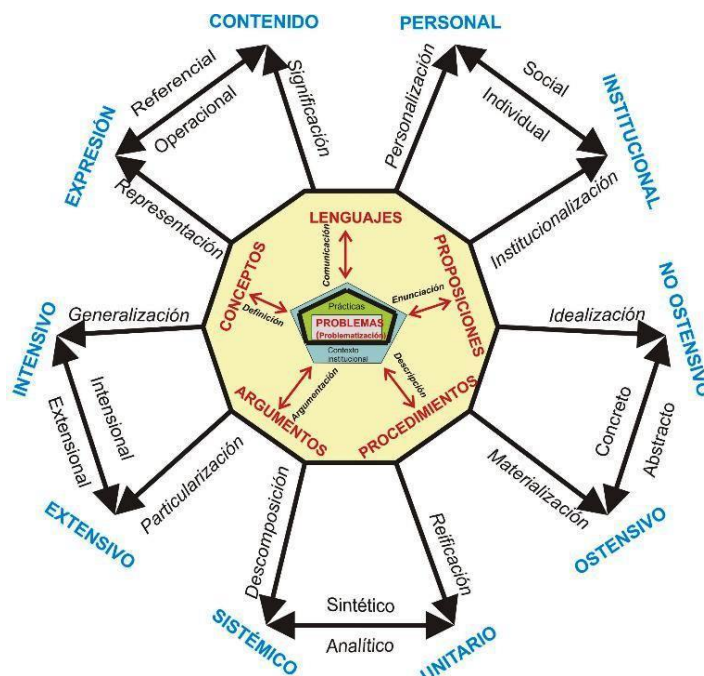 CONTENIDO
PERSONAL
Referencial
Operacional
Significación
Personalización
Social
Individual
EXPRESIÓN
INSTITUCIONAL
Representación
Institucionalización
LENGUAJES
Comunicación
CONCEPTOS
Definición
PROPOSICIONES
Enunciación
Prácticas
PROBLEMAS
(Problematización)
Contexto
institucional
ARGUMENTOS
Argumentación
PROCEDIMIENTOS
Descripción
INTENSIVO
Generalización
Intensional
Extensional
Particularización
EXTENSIVO
NO OSTENSIVO
Idealización
Concreto
Abstracto
Materialización
OSTENSIVO
Descomposición
Reificación
Sintético
Analítico
SISTÉMICO
UNITARIO